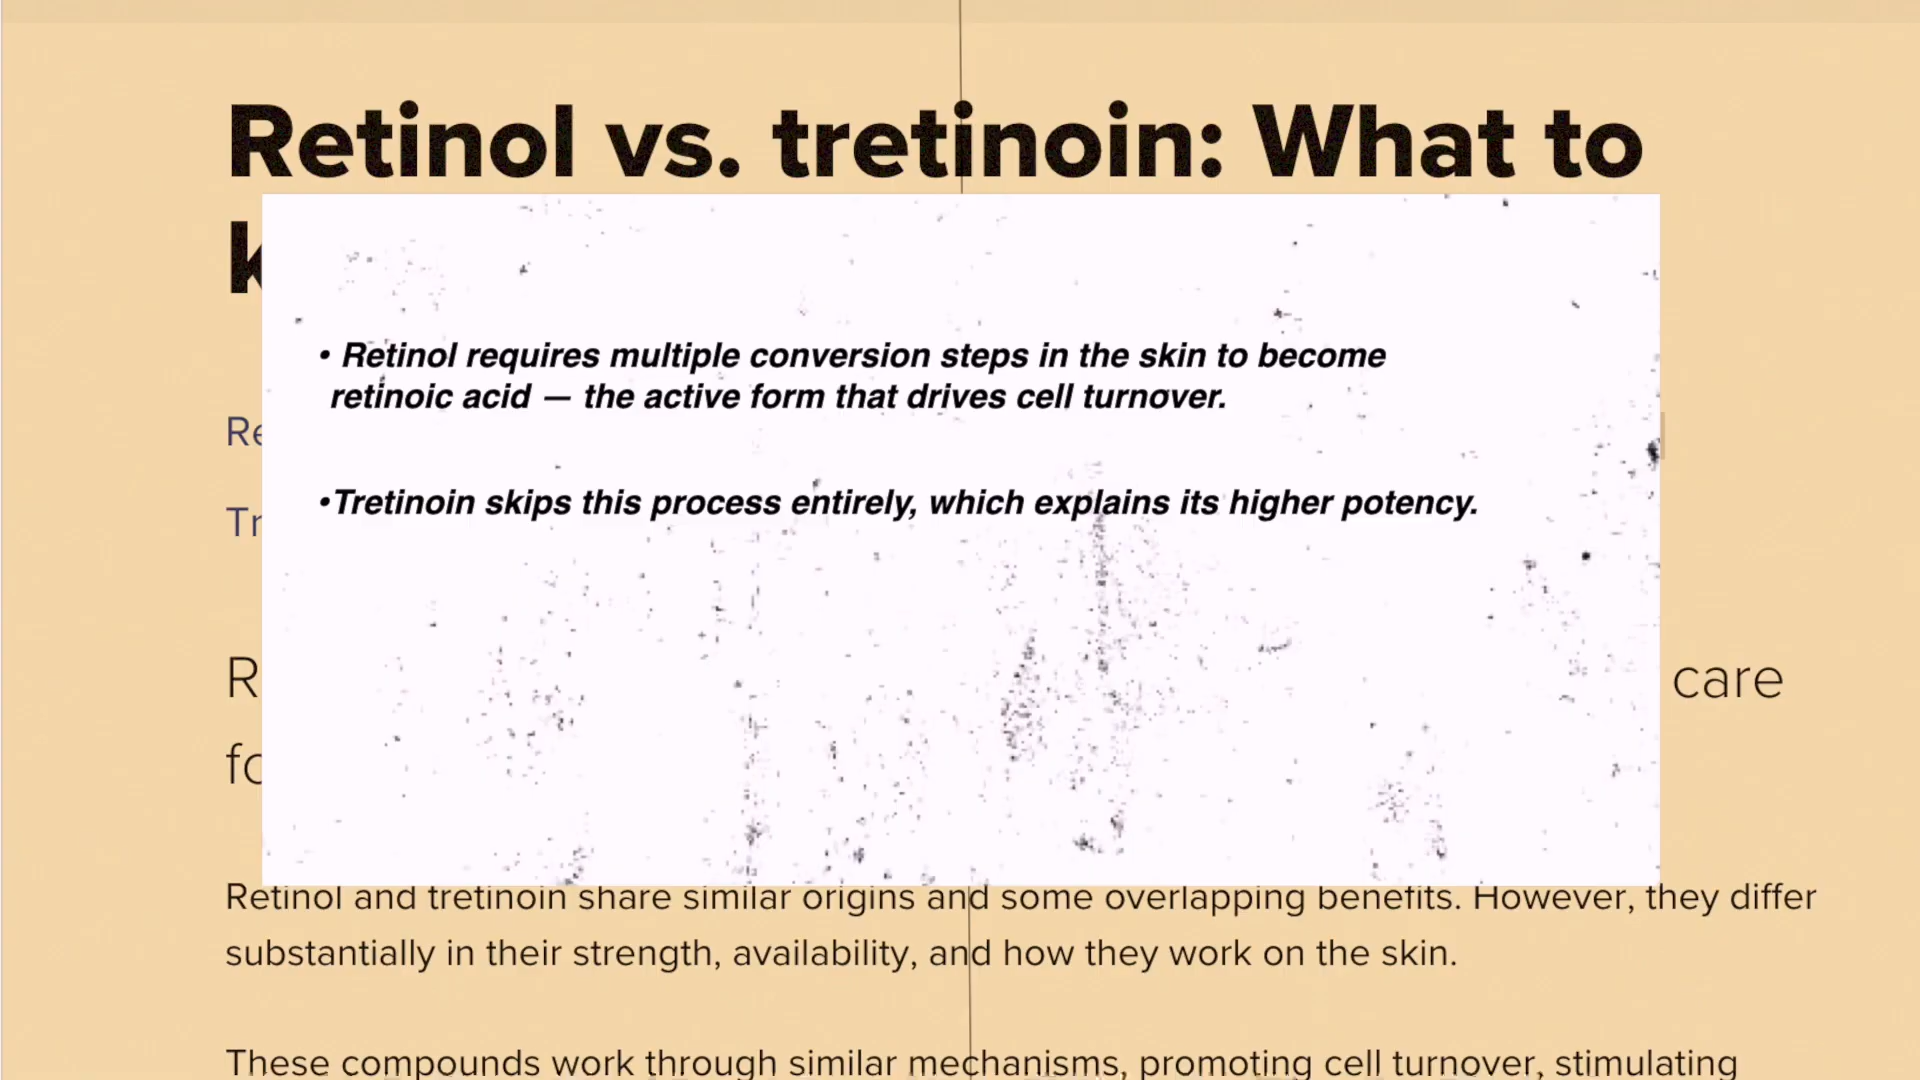 Retinol vs. tretinoin: What to
• Retinol requires multiple conversion steps in the skin to become
retinoic acid — the active form that drives cell turnover.
•Tretinoin skips this process entirely, which explains its higher potency.
care
Retinol and tretinoin share similar origins and some overlapping benefits. However, they differ
substantially in their strength, availability, and how they work on the skin.
These compounds work through similar mechanisms, promoting cell turnover, stimulating